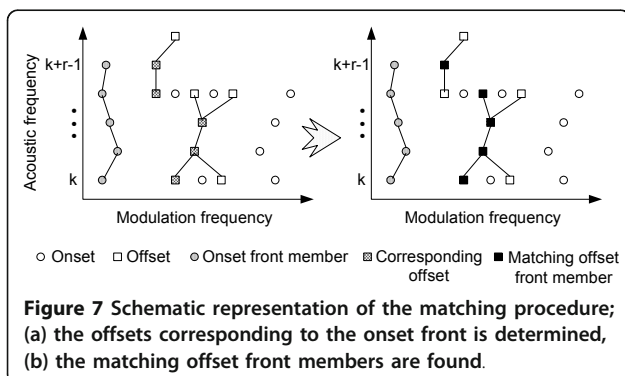 k+r-1
k
Acoustic frequency
Modulation frequency
k+r-1
k
Modulation frequency
Onset
Offset
Onset front member
Corresponding
offset
Matching offset
front member
Figure 7 Schematic representation of the matching procedure;
(a) the offsets corresponding to the onset front is determined,
(b) the matching offset front members are found.